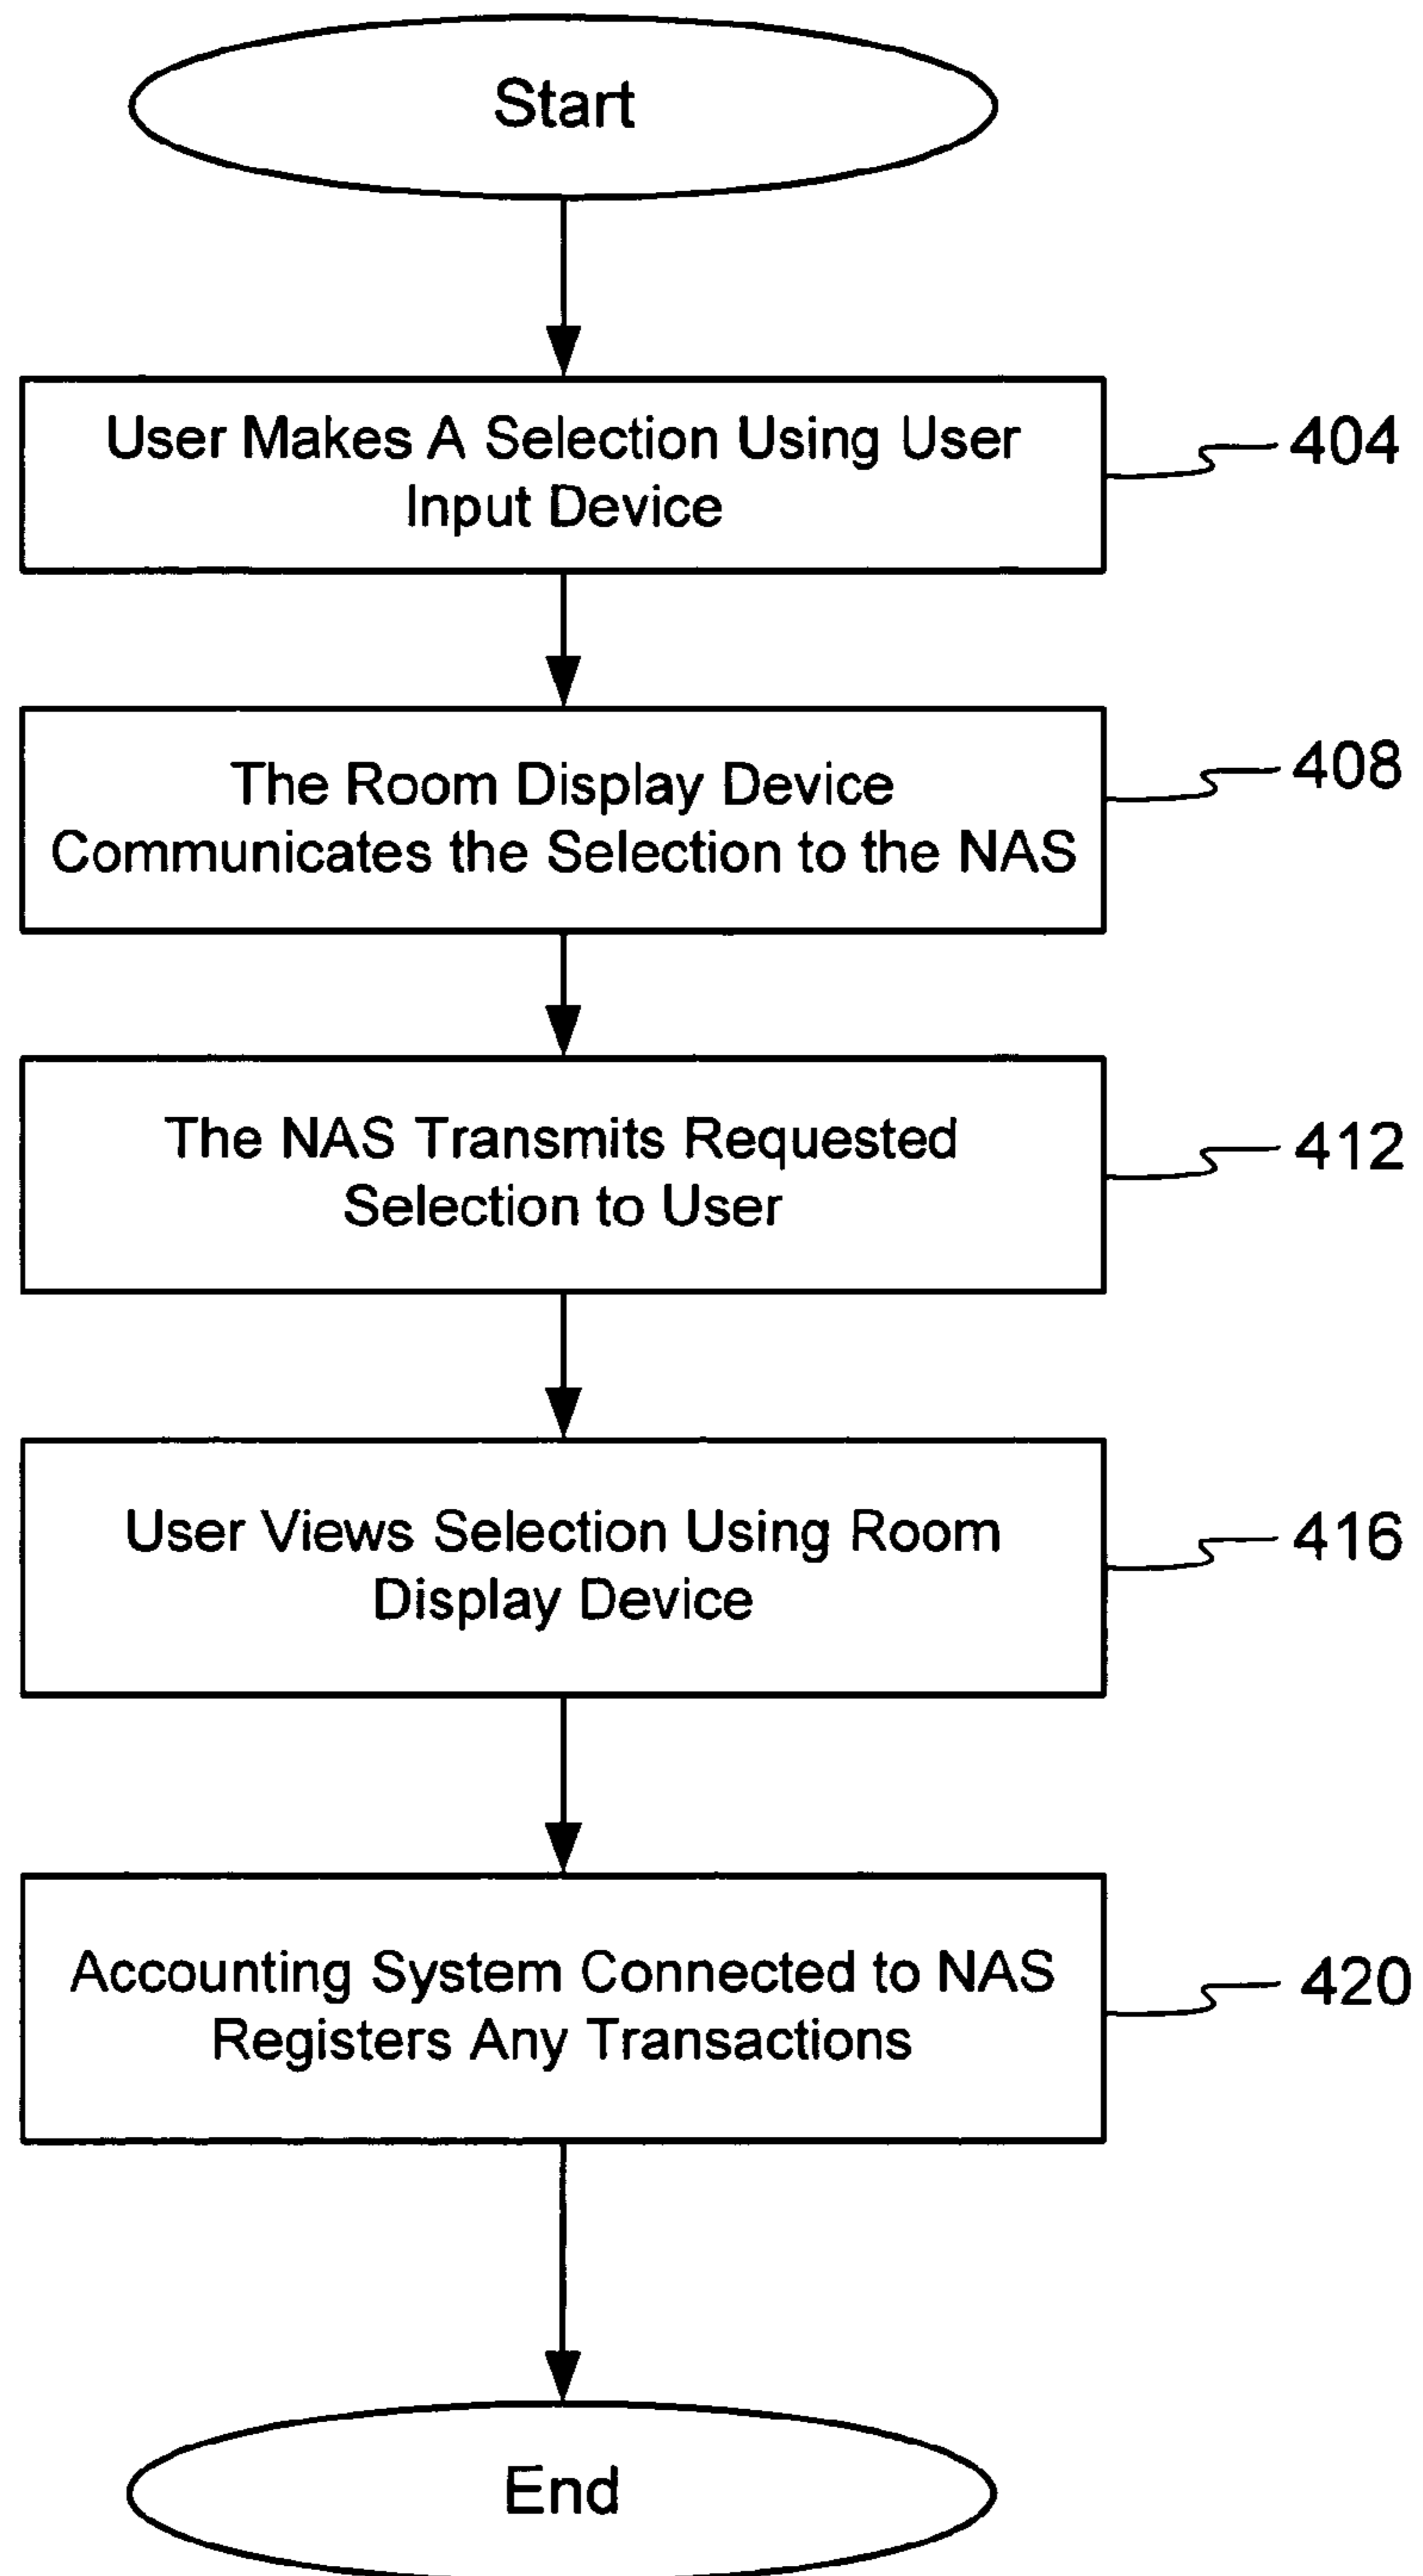 Start
User Makes A Selection Using User
Input Device
404
The Room Display Device
Communicates the Selection to the NAS
408
The NAS Transmits Requested
Selection to User
412
User Views Selection Using Room
Display Device
416
Accounting System Connected to NAS
Registers Any Transactions
420
End